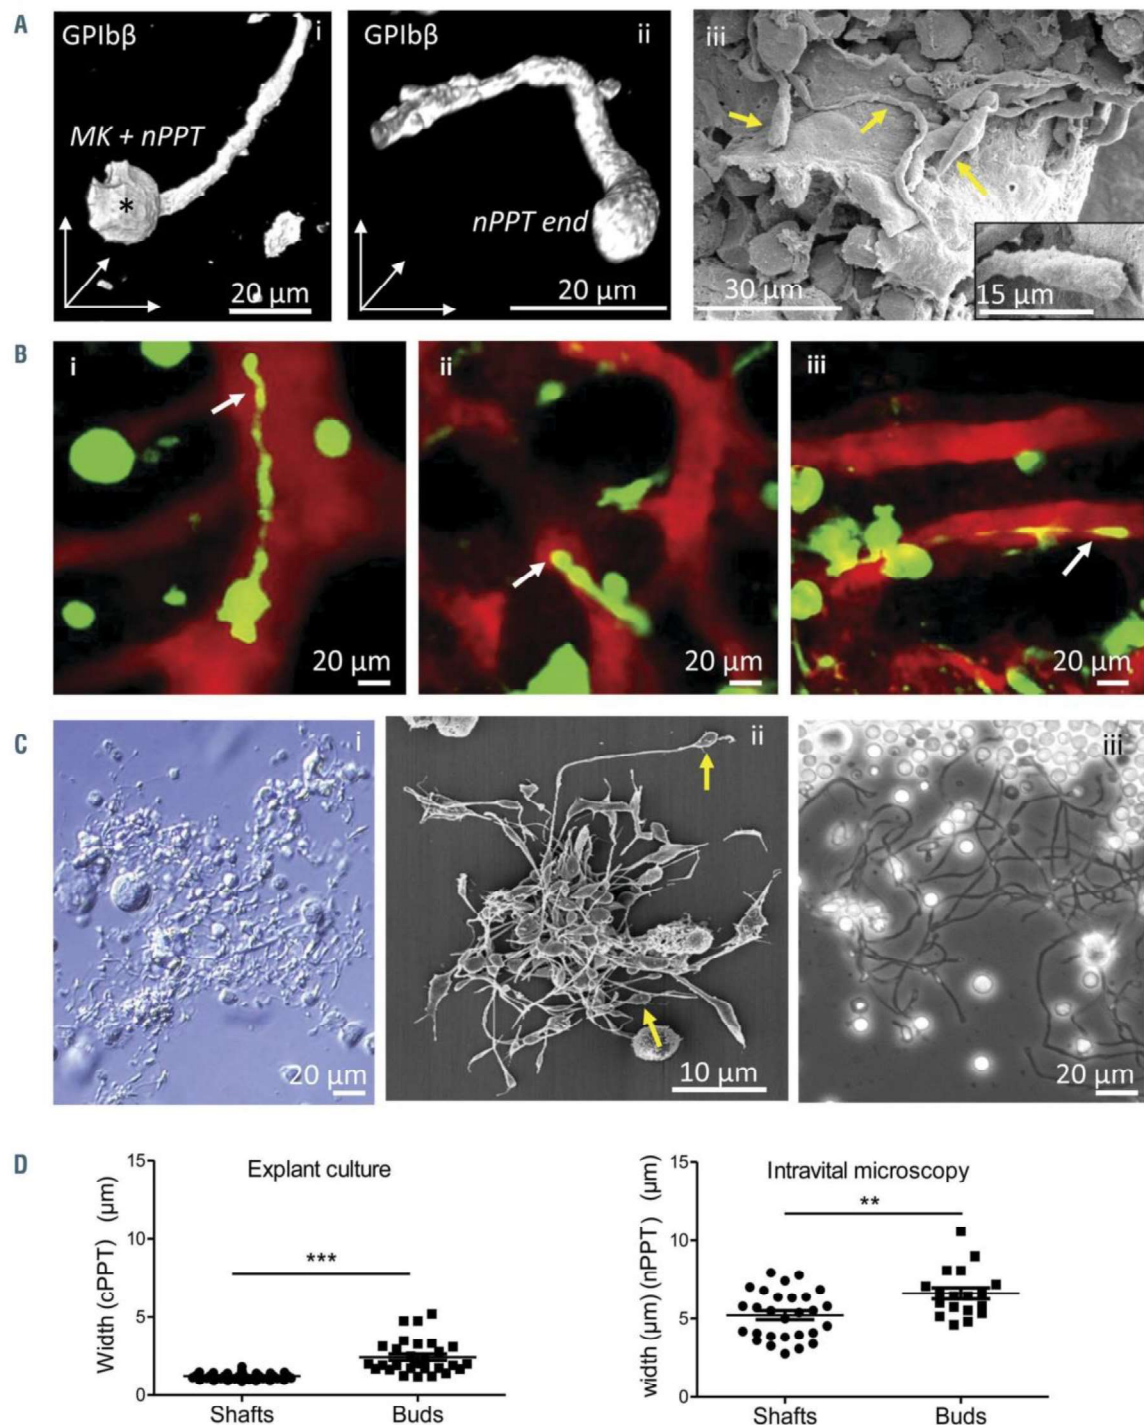 A
GPIbβ
i
MK + nPPT
*
20 µm
GPIbβ
ii
nPPT end
20 µm
iii
30 µm
15 µm
B
i
20 µm
ii
20 µm
iii
20 µm
C
i
20 µm
ii
10 µm
iii
20 µm
D
Explant culture
Width (cPPT) (µm)
15
10
5
0
***
Shafts
Buds
Intravital microscopy
width (µm) (nPPT) (µm)
15
10
5
0
**
Shafts
Buds